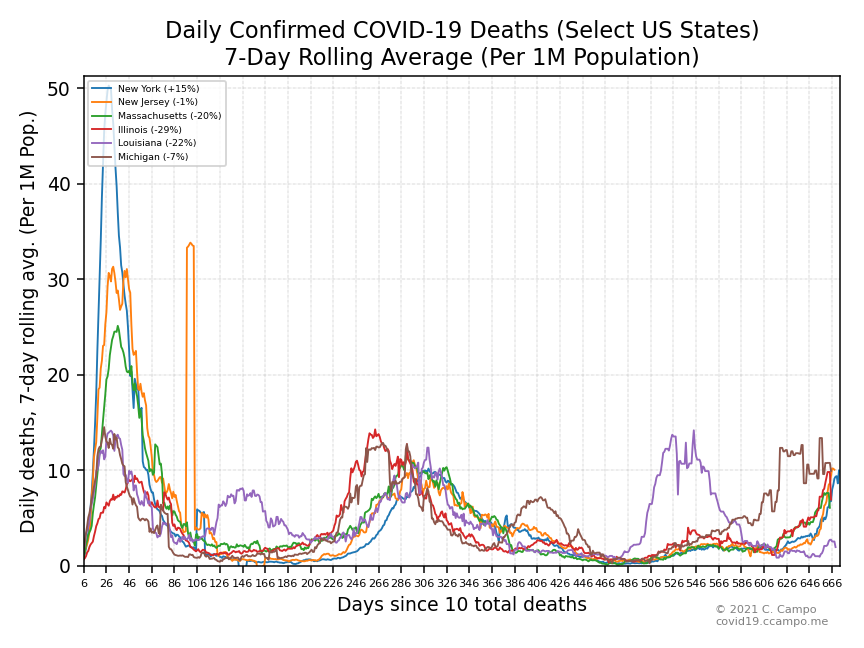 Daily Confirmed COVID-19 Deaths (Select US States)
7-Day Rolling Average (Per 1M Population)
Daily deaths, 7-day rolling avg. (Per 1M Pop.)
50
40
30
20
10
0
New York (+15%)
New Jersey (-1%)
Massachusetts (-20%)
Illinois (-29%)
Louisiana (-22%)
Michigan (-7%)
6 26 46 66 86 106 126 146 166 186 206 226 246 266 286 306 326 346 366 386 406 426 446 466 486 506 526 546 566 586 606 626 646 666
Days since 10 total deaths
© 2021 C. Campo
covid19.ccampo.me